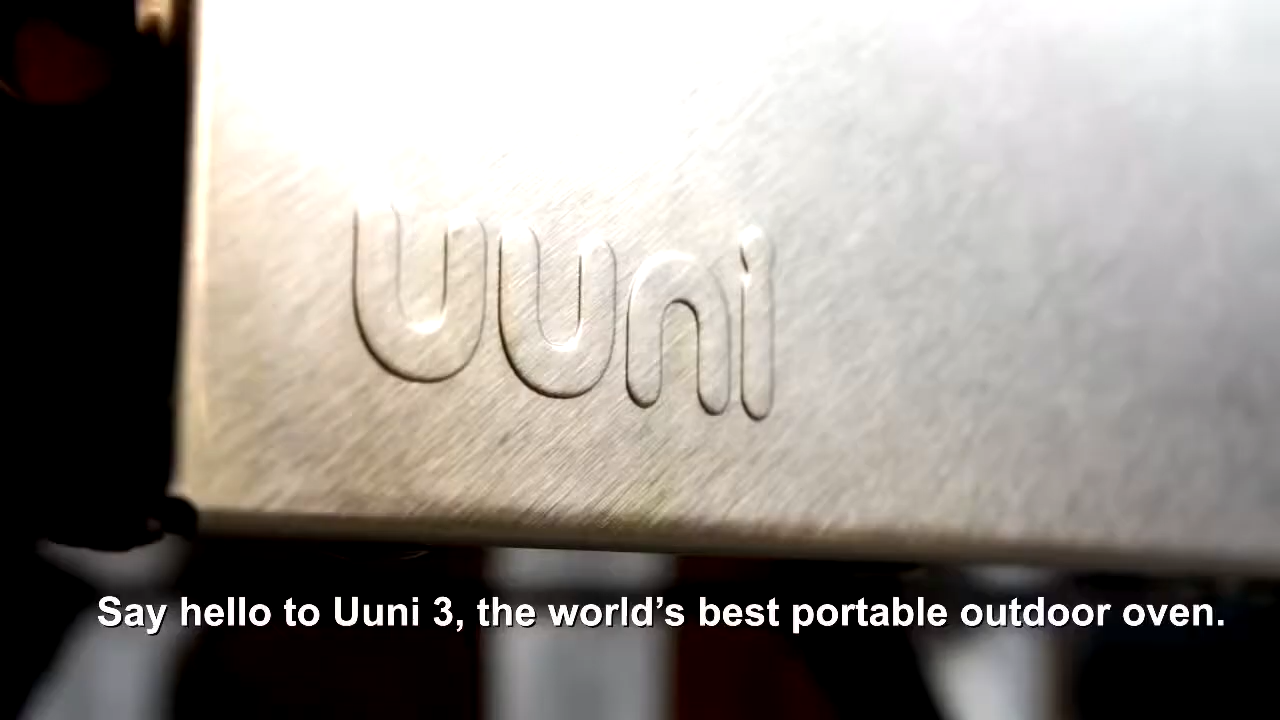 uuni
Say hello to Uuni 3, the world’s best portable outdoor oven.